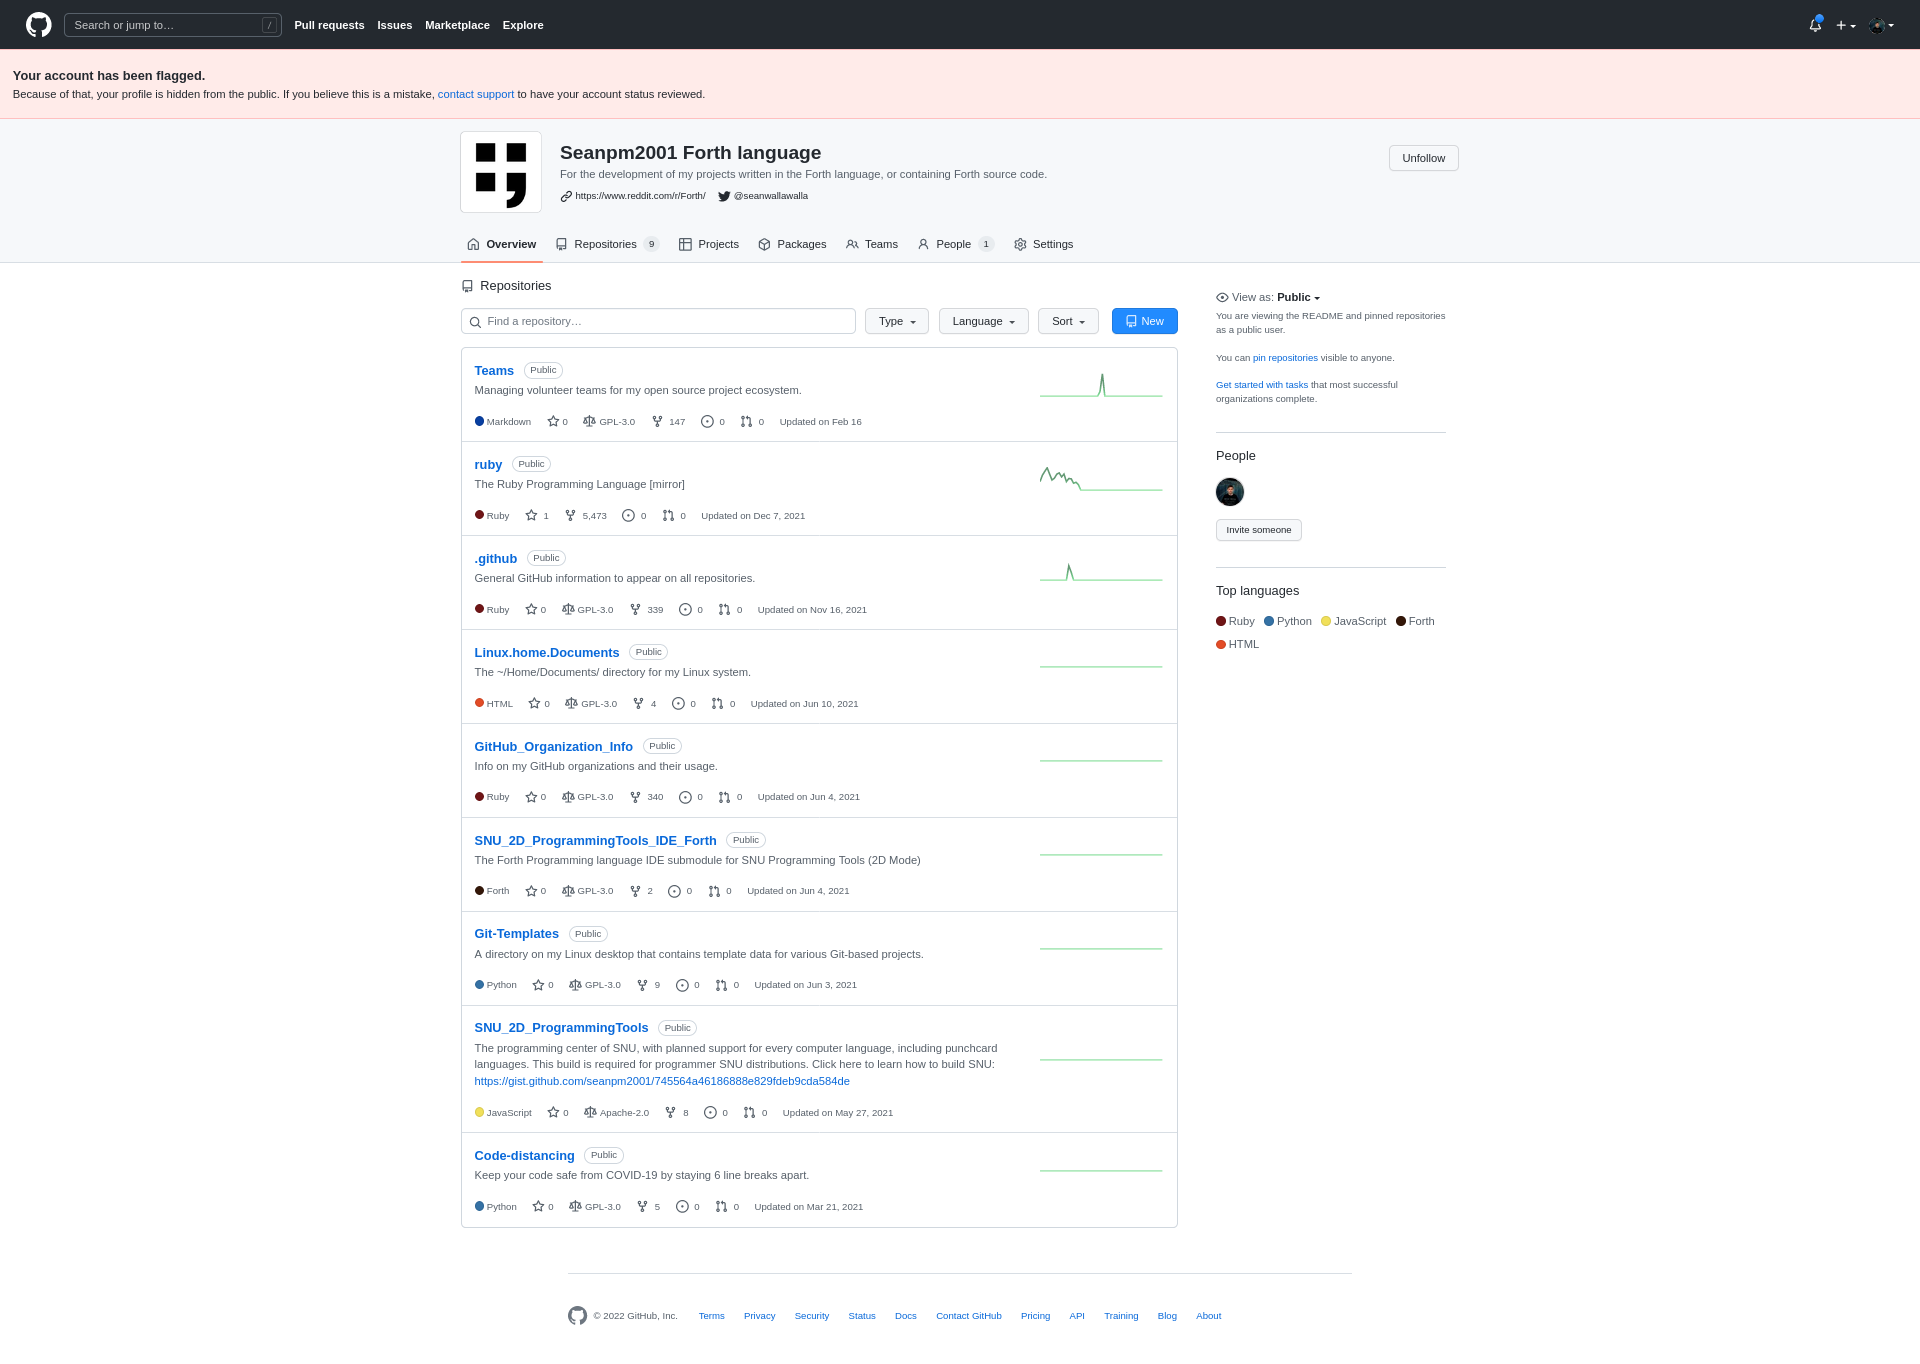 Search or jump to…
/
Pull requests Issues Marketplace Explore
Your account has been flagged.
Because of that, your profile is hidden from the public. If you believe this is a mistake, contact support to have your account status reviewed.
Seanpm2001 Forth language
For the development of my projects written in the Forth language, or containing Forth source code.
https://www.reddit.com/r/Forth/ @seanwallawalla
Unfollow
Overview Repositories 9 Projects Packages Teams People 1 Settings
Repositories
Find a repository…
Type Language Sort New
Teams Public
Managing volunteer teams for my open source project ecosystem.
Markdown 0 GPL-3.0 147 0 0 Updated on Feb 16
ruby Public
The Ruby Programming Language [mirror]
Ruby 1 5,473 0 0 Updated on Dec 7, 2021
.github Public
General GitHub information to appear on all repositories.
Ruby 0 GPL-3.0 339 0 0 Updated on Nov 16, 2021
Linux.home.Documents Public
The ~/Home/Documents/ directory for my Linux system.
HTML 0 GPL-3.0 4 0 0 Updated on Jun 10, 2021
GitHub_Organization_Info Public
Info on my GitHub organizations and their usage.
Ruby 0 GPL-3.0 340 0 0 Updated on Jun 4, 2021
SNU_2D_ProgrammingTools_IDE_Forth Public
The Forth Programming language IDE submodule for SNU Programming Tools (2D Mode)
Forth 0 GPL-3.0 2 0 0 Updated on Jun 4, 2021
Git-Templates Public
A directory on my Linux desktop that contains template data for various Git-based projects.
Python 0 GPL-3.0 9 0 0 Updated on Jun 3, 2021
SNU_2D_ProgrammingTools Public
The programming center of SNU, with planned support for every computer language, including punchcard
languages. This build is required for programmer SNU distributions. Click here to learn how to build SNU:
https://gist.github.com/seanpm2001/745564a46186888e829fdeb9cda584de
JavaScript 0 Apache-2.0 8 0 0 Updated on May 27, 2021
Code-distancing Public
Keep your code safe from COVID-19 by staying 6 line breaks apart.
Python 0 GPL-3.0 5 0 0 Updated on Mar 21, 2021
View as: Public
You are viewing the README and pinned repositories
as a public user.
You can pin repositories visible to anyone.
Get started with tasks that most successful
organizations complete.
People
Invite someone
Top languages
Ruby Python JavaScript Forth
HTML
© 2022 GitHub, Inc. Terms Privacy Security Status Docs Contact GitHub Pricing API Training Blog About